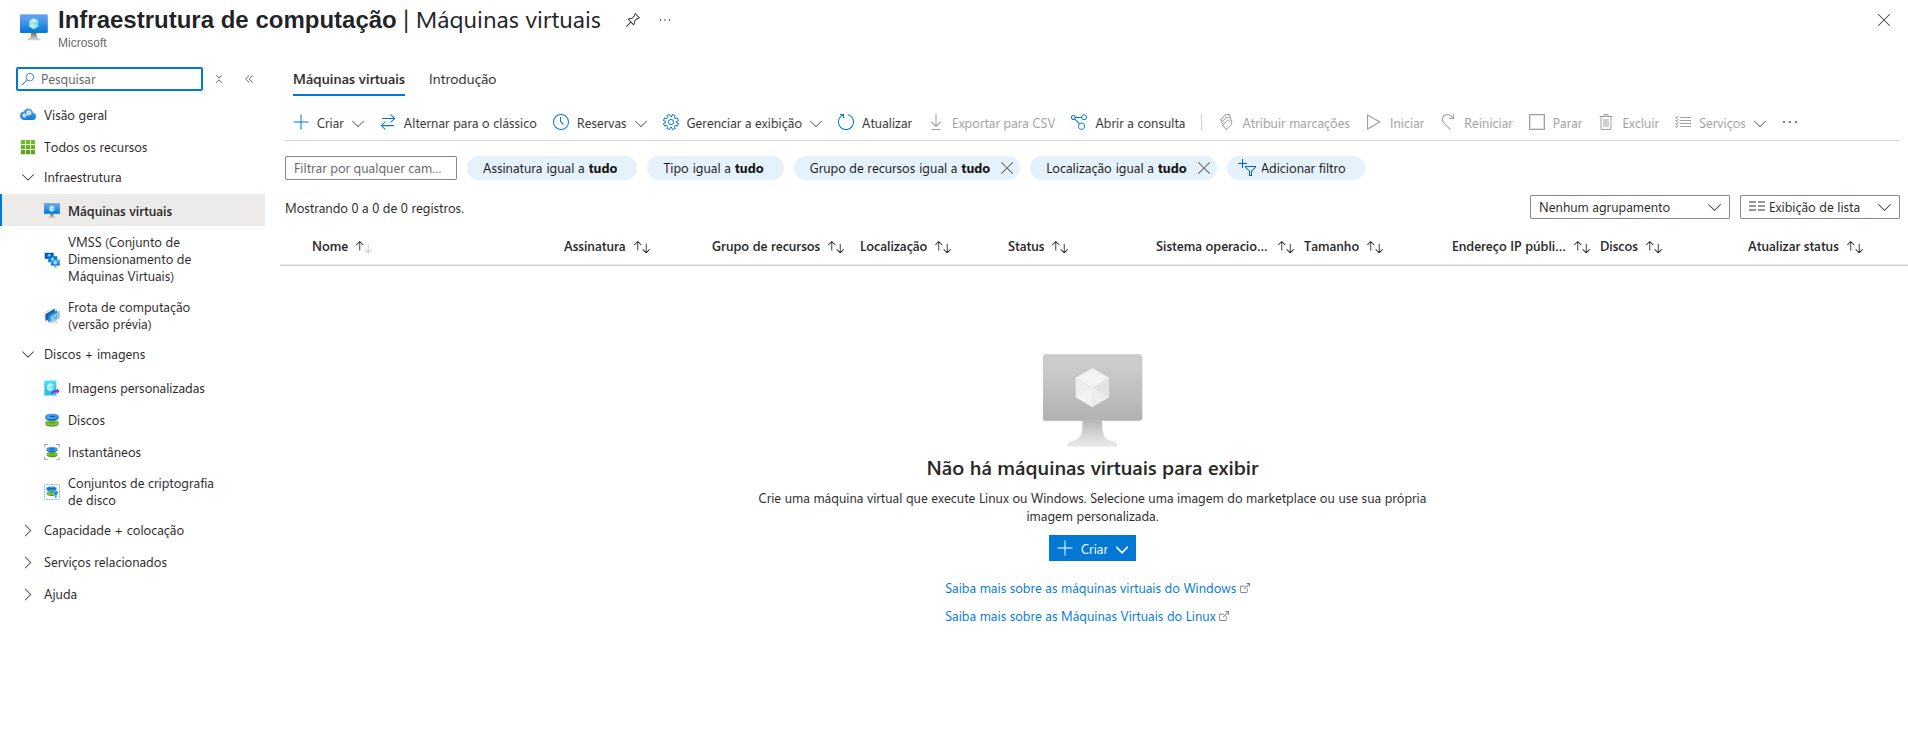 Infraestrutura de computação | Máquinas virtuais
Microsoft
Pesquisar
Visão geral
Todos os recursos
Infraestrutura
Máquinas virtuais
VMSS (Conjunto de
Dimensionamento de
Máquinas Virtuais)
Frota de computação
(versão prévia)
Discos + imagens
Imagens personalizadas
Discos
Instantâneos
Conjuntos de criptografia
de disco
Capacidade + colocação
Serviços relacionados
Ajuda
Máquinas virtuais Introdução
Criar Alternar para o clássico Reservas Gerenciar a exibição Atualizar Exportar para CSV Abrir a consulta Atribuir marcações Iniciar Reiniciar Parar Excluir Serviços ...
Filtrar por qualquer cam... Assinatura igual a tudo Tipo igual a tudo Grupo de recursos igual a tudo Localização igual a tudo Adicionar filtro
Mostrando 0 a 0 de 0 registros. Nenhum agrupamento Exibição de lista
Nome Assinatura Grupo de recursos Localização Status Sistema operacio... Tamanho Endereço IP públi... Discos Atualizar status
Não há máquinas virtuais para exibir
Crie uma máquina virtual que execute Linux ou Windows. Selecione uma imagem do marketplace ou use sua própria
imagem personalizada.
Criar
Saiba mais sobre as máquinas virtuais do Windows
Saiba mais sobre as Máquinas Virtuais do Linux